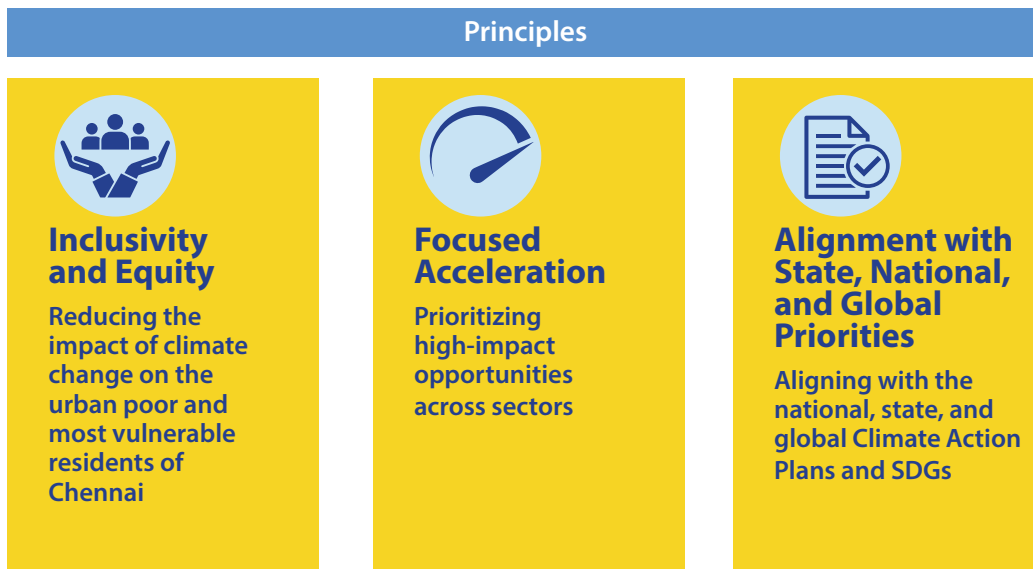 Principles
Inclusivity
and Equity
Reducing the
impact of climate
change on the
urban poor and
most vulnerable
residents of
Chennai
Focused
Acceleration
Prioritizing
high-impact
opportunities
across sectors
Alignment with
State, National,
and Global
Priorities
Aligning with the
national, state, and
global Climate Action
Plans and SDGs